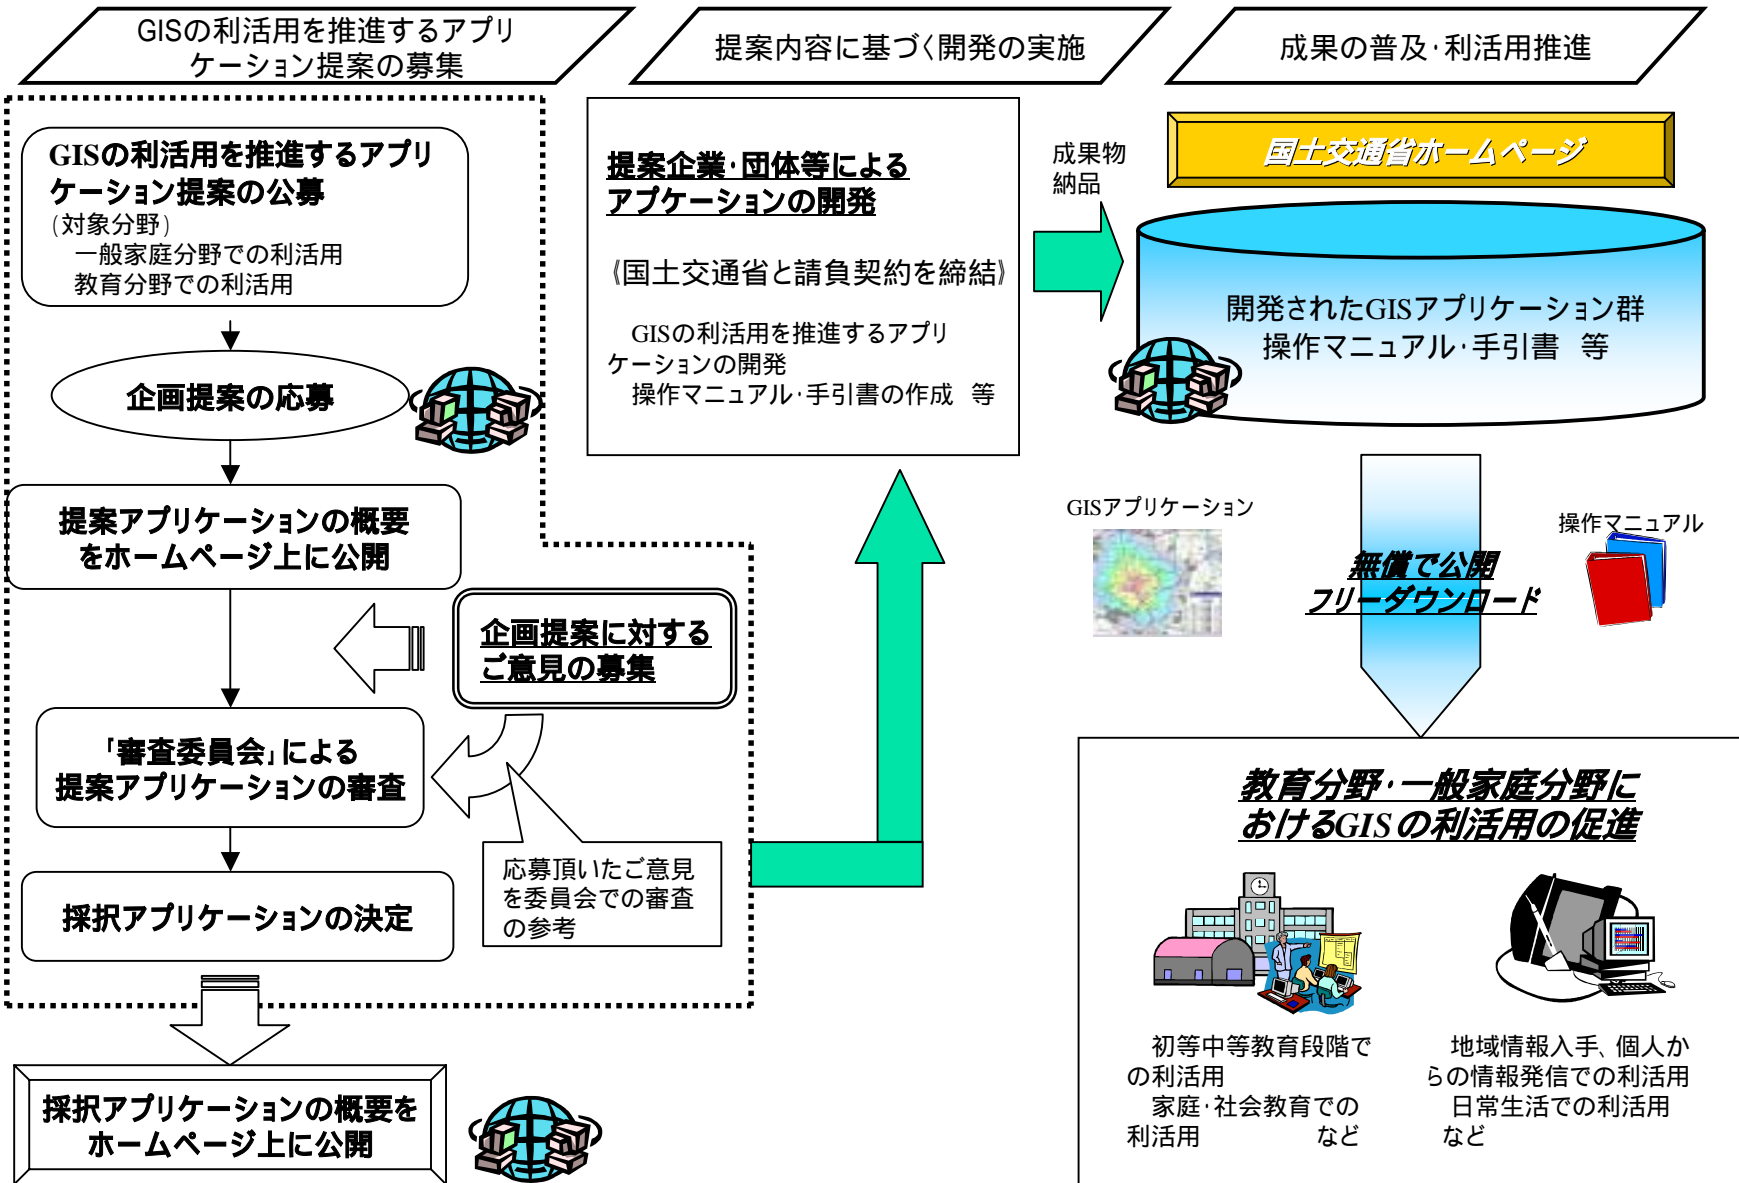 GISの利活用を推進するアプリ
ケーション提案の募集
提案内容に基づく開発の実施
成果の普及・利活用推進
GISの利活用を推進するアプリ
ケーション提案の公募
(対象分野)
一般家庭分野での利活用
教育分野での利活用
企画提案の応募
提案アプリケーションの概要
をホームページ上に公開
企画提案に対する
ご意見の募集
「審査委員会」による
提案アプリケーションの審査
応募頂いたご意見
を委員会での審査
の参考
採択アプリケーションの決定
採択アプリケーションの概要を
ホームページ上に公開
提案企業・団体等による
アプケーションの開発
《国土交通省と請負契約を締結》
GISの利活用を推進するアプリ
ケーションの開発
操作マニュアル・手引書の作成 等
成果物
納品
国土交通省ホームページ
開発されたGISアプリケーション群
操作マニュアル・手引書 等
GISアプリケーション
操作マニュアル
無償で公開
フリーダウンロード
教育分野・一般家庭分野に
おけるGISの利活用の促進
初等中等教育段階で
の利活用
家庭・社会教育での
利活用 など
地域情報入手、個人か
らの情報発信での利活用
日常生活での利活用
など